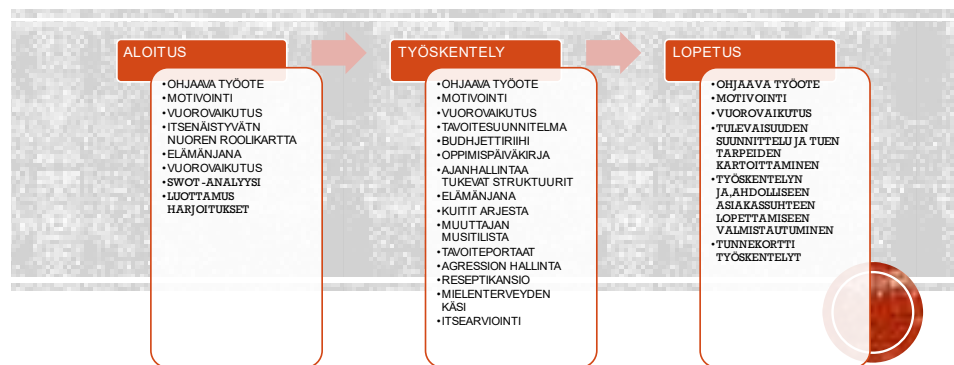 ALOITUS
•OHJAAVA TYÖOTE
•MOTIVOINTI
•VUOROVAIKUTUS
•ITSENÄISTYVÄTN
NUOREN ROOLIKARTTA
•ELÄMÄNJANA
•VUOROVAIKUTUS
•SWOT-ANALYYSI
•LUOTTAMUS
HARJOITUKSET
TYÖSKENTELY
•OHJAAVA TYÖOTE
•MOTIVOINTI
•VUOROVAIKUTUS
•TAVOITESUUNNITELMA
•BUDHJETTIRIIHI
•OPPIMISPÄIVÄKIRJA
•AJANHALLINTAA
TUKEVAT STRUKTUURIT
•ELÄMÄNJANA
•KUITIT ARJESTA
•MUUTTAJAN
MUSITILISTA
•TAVOITEPORTAAT
•AGRESSION HALLINTA
•RESEPTIKANSIO
•MIELENTERVEYDEN
KÄSI
•ITSEARVIOINTI
LOPETUS
•OHJAAVA TYÖOTE
•MOTIVOINTI
•VUOROVAIKUTUS
•TULEVAISUUDEN
SUUNNITTELU JA TUEN
TARPEIDEN
KARTOITTAMINEN
•TYÖSKENTELYN
JA,AHDOLLISEEN
ASIAKASSUHTEEN
LOPETTAMISEEN
VALMISTAUTUMINEN
•TUNNEKORTTI
TYÖSKENTELYT